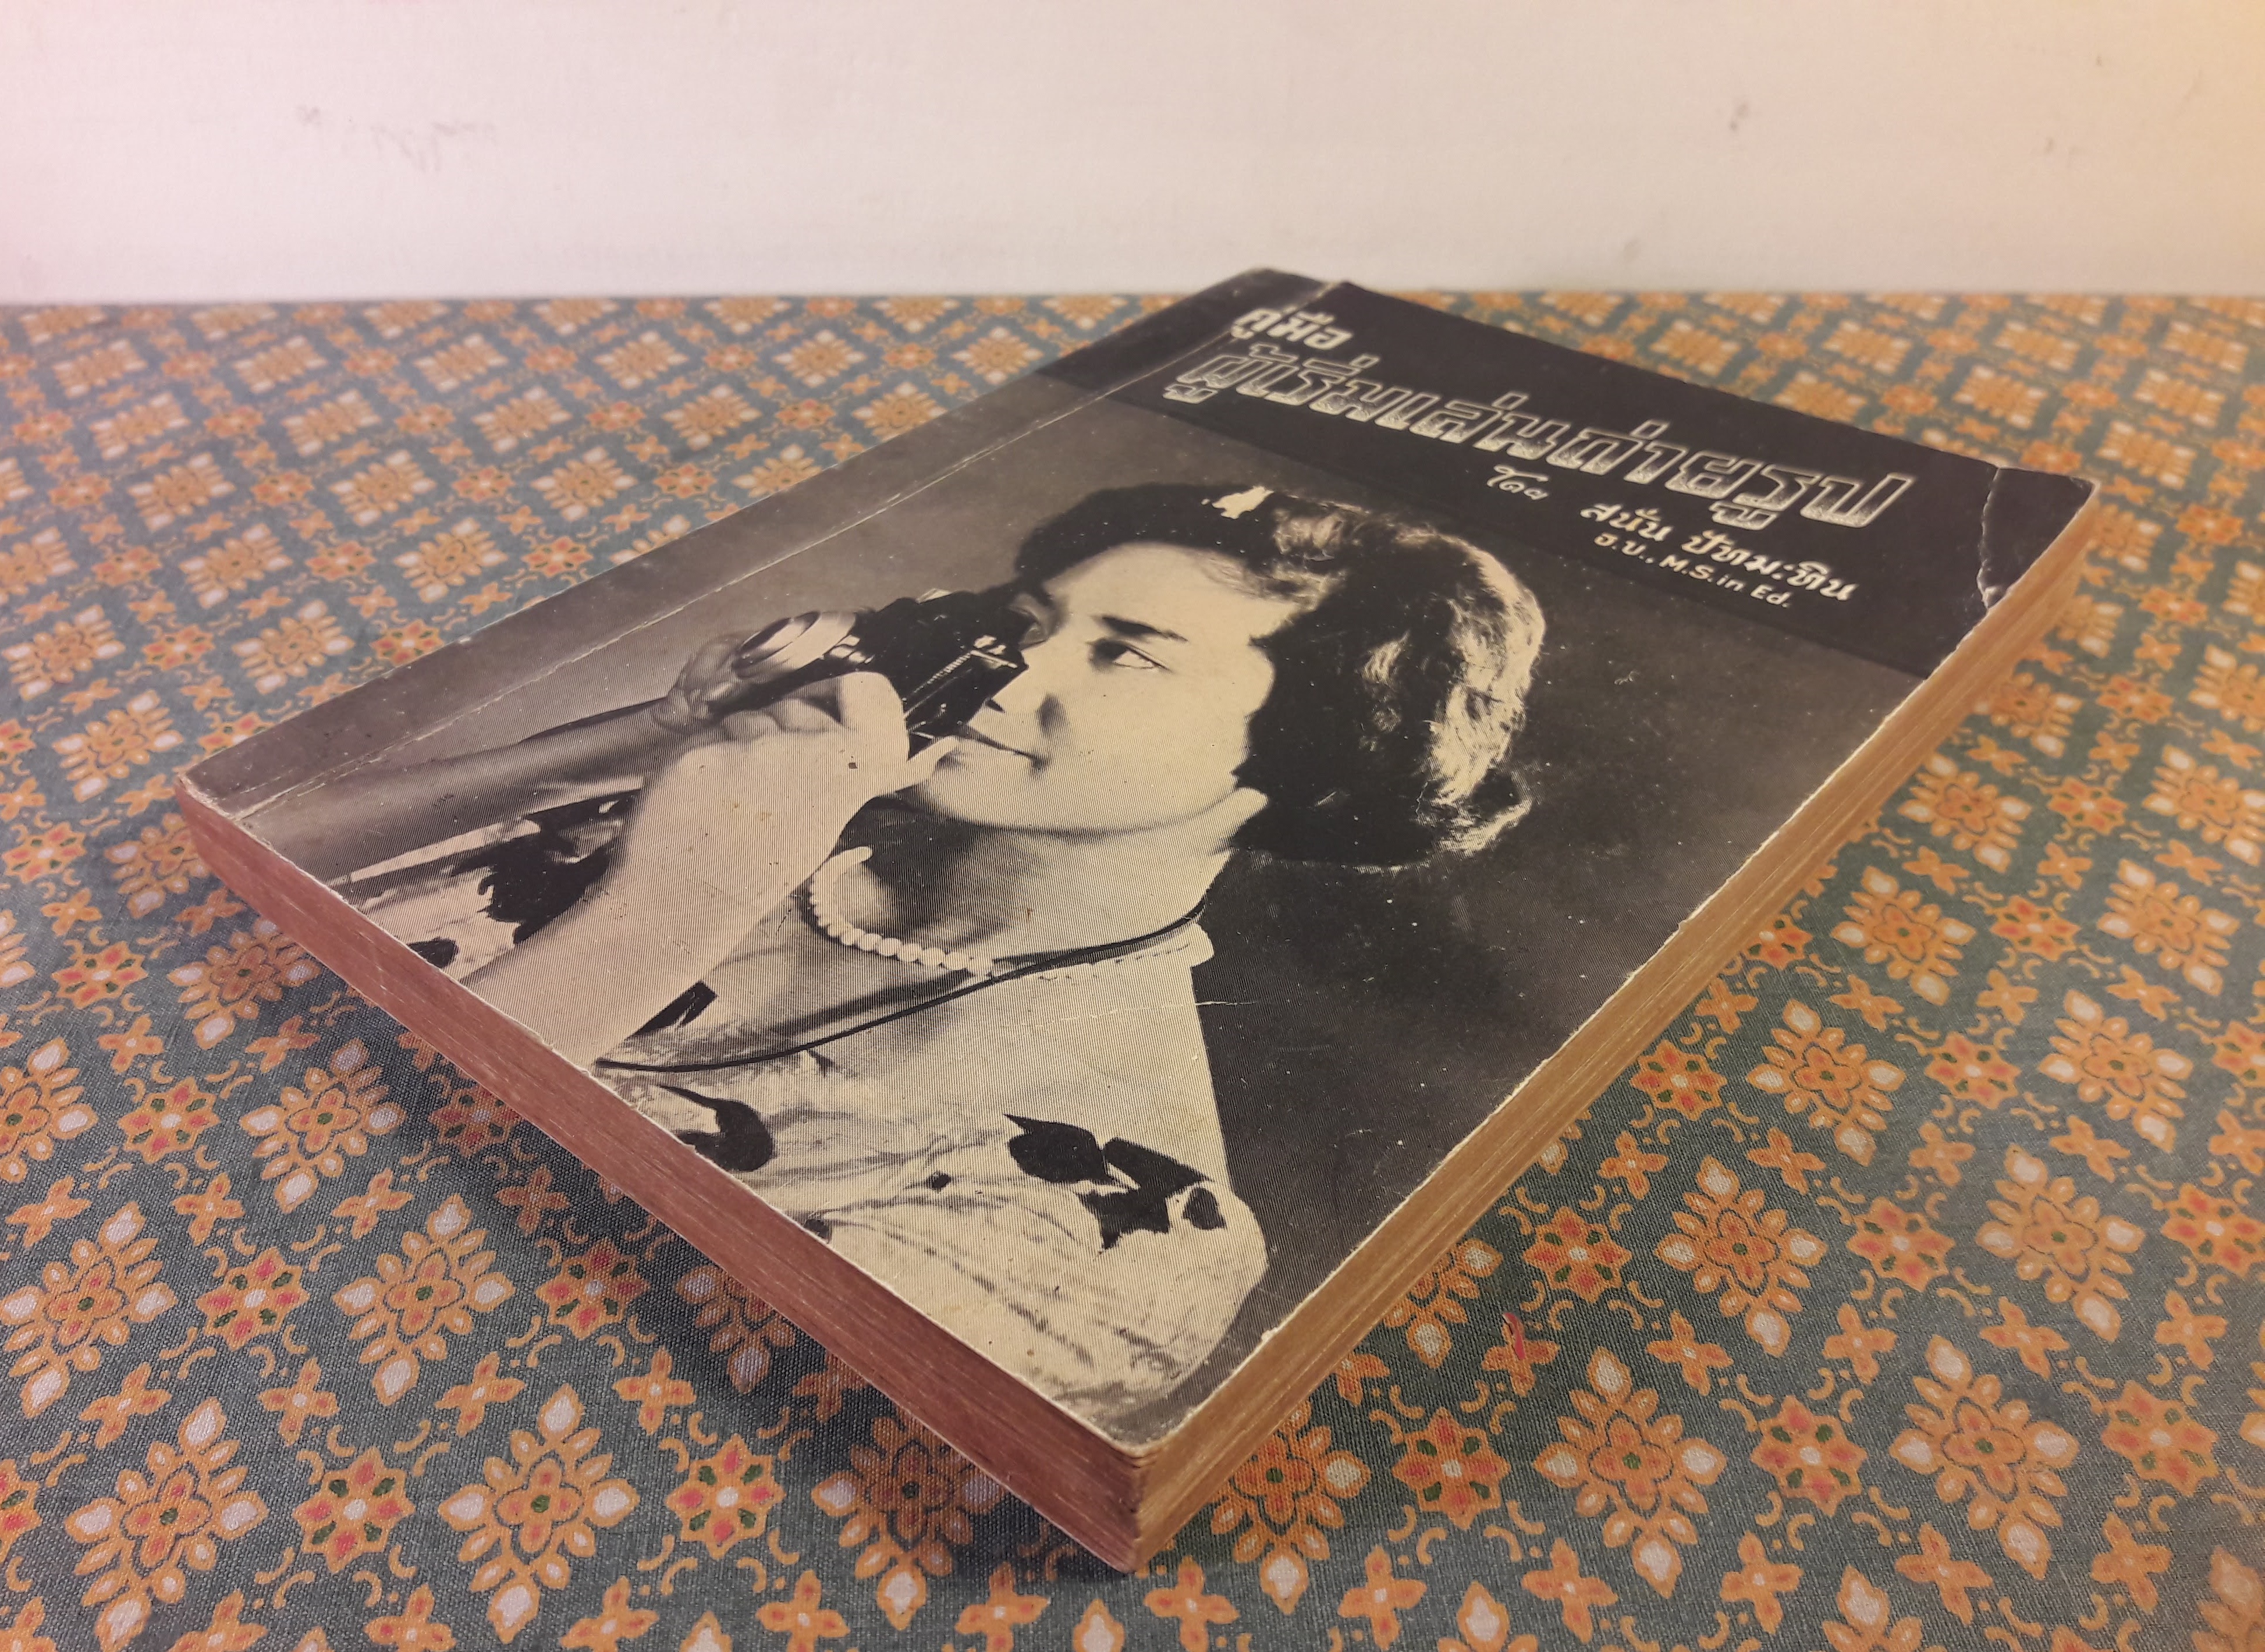 คู่มือ
ผู้เริ่มเล่นถ่ายรูป
โดย สนั่น ปัทมะทิน
ธ.บ., M.S. in Ed.